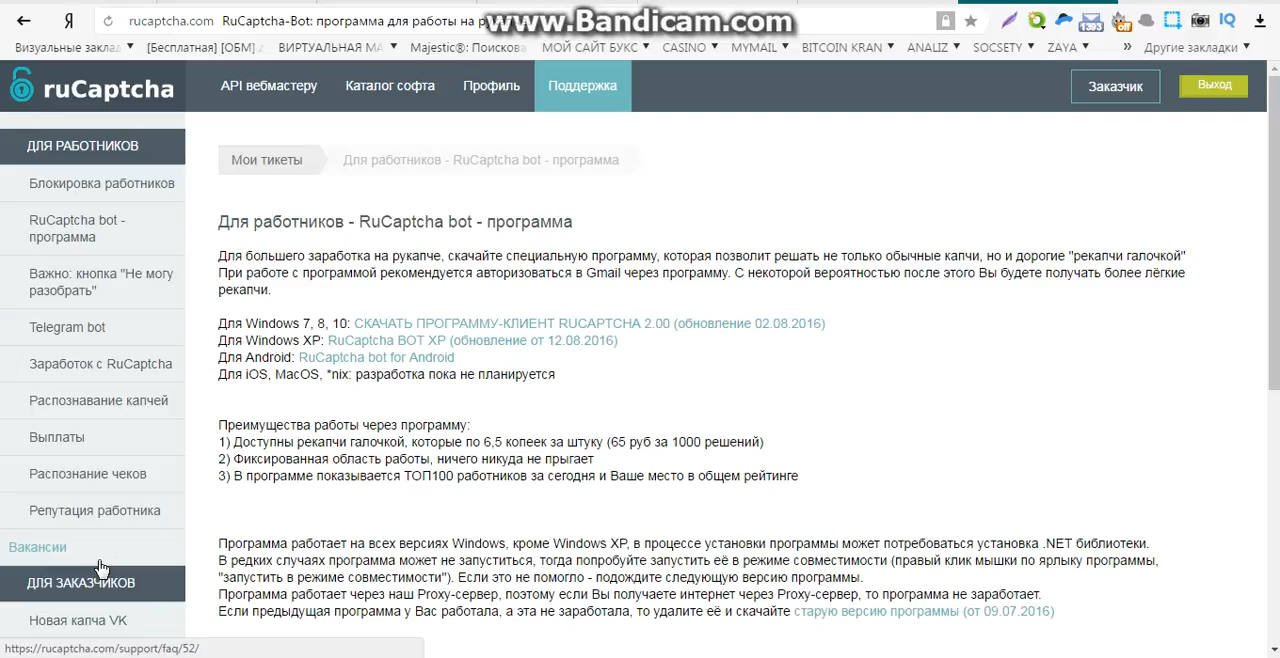 Я rucaptcha.com RuCaptcha-Bot: программа для работы на р
www.Bandicam.com
1393
off
IQ
Визуальные заклад [Бесплатная] [ОБМ] ВИРТУАЛЬНАЯ МА Majestic®: Поискова МОЙ САЙТ БУКС CASINO MYMAIL BITCOIN KRAN ANALIZ SOCSETY ZAYA » Другие закладки
ruCaptcha
API вебмастеру Каталог софта Профиль Поддержка Заказчик Выход
ДЛЯ РАБОТНИКОВ
Блокировка работников
RuCaptcha bot -
программа
Важно: кнопка "Не могу
разобрать"
Telegram bot
Заработок с RuCaptcha
Распознавание капчей
Выплаты
Распознание чеков
Репутация работника
Вакансии
ДЛЯ ЗАКАЗЧИКОВ
Новая капча VK
Мои тикеты Для работников - RuCaptcha bot - программа
Для работников - RuCaptcha bot - программа
Для большего заработка на рукапче, скачайте специальную программу, которая позволит решать не только обычные капчи, но и дорогие "рекапчи галочкой"
При работе с программой рекомендуется авторизоваться в Gmail через программу. С некоторой вероятностью после этого Вы будете получать более лёгкие
рекапчи.
Для Windows 7, 8, 10: СКАЧАТЬ ПРОГРАММУ-КЛИЕНТ RUCAPTCHA 2.00 (обновление 02.08.2016)
Для Windows XP: RuCaptcha BOT XP (обновление от 12.08.2016)
Для Android: RuCaptcha bot for Android
Для iOS, MacOS, *nix: разработка пока не планируется
Преимущества работы через программу:
1) Доступны рекапчи галочкой, которые по 6,5 копеек за штуку (65 руб за 1000 решений)
2) Фиксированная область работы, ничего никуда не прыгает
3) В программе показывается ТОП100 работников за сегодня и Ваше место в общем рейтинге
Программа работает на всех версиях Windows, кроме Windows XP, в процессе установки программы может потребоваться установка .NET библиотеки.
В редких случаях программа может не запуститься, тогда попробуйте запустить её в режиме совместимости (правый клик мышки по ярлыку программы,
"запустить в режиме совместимости"). Если это не помогло - подождите следующую версию программы.
Программа работает через наш Proxy-сервер, поэтому если Вы получаете интернет через Proxy-сервер, то программа не заработает.
Если предыдущая программа у Вас работала, а эта не заработала, то удалите её и скачайте старую версию программы (от 09.07.2016)
https://rucaptcha.com/support/faq/52/